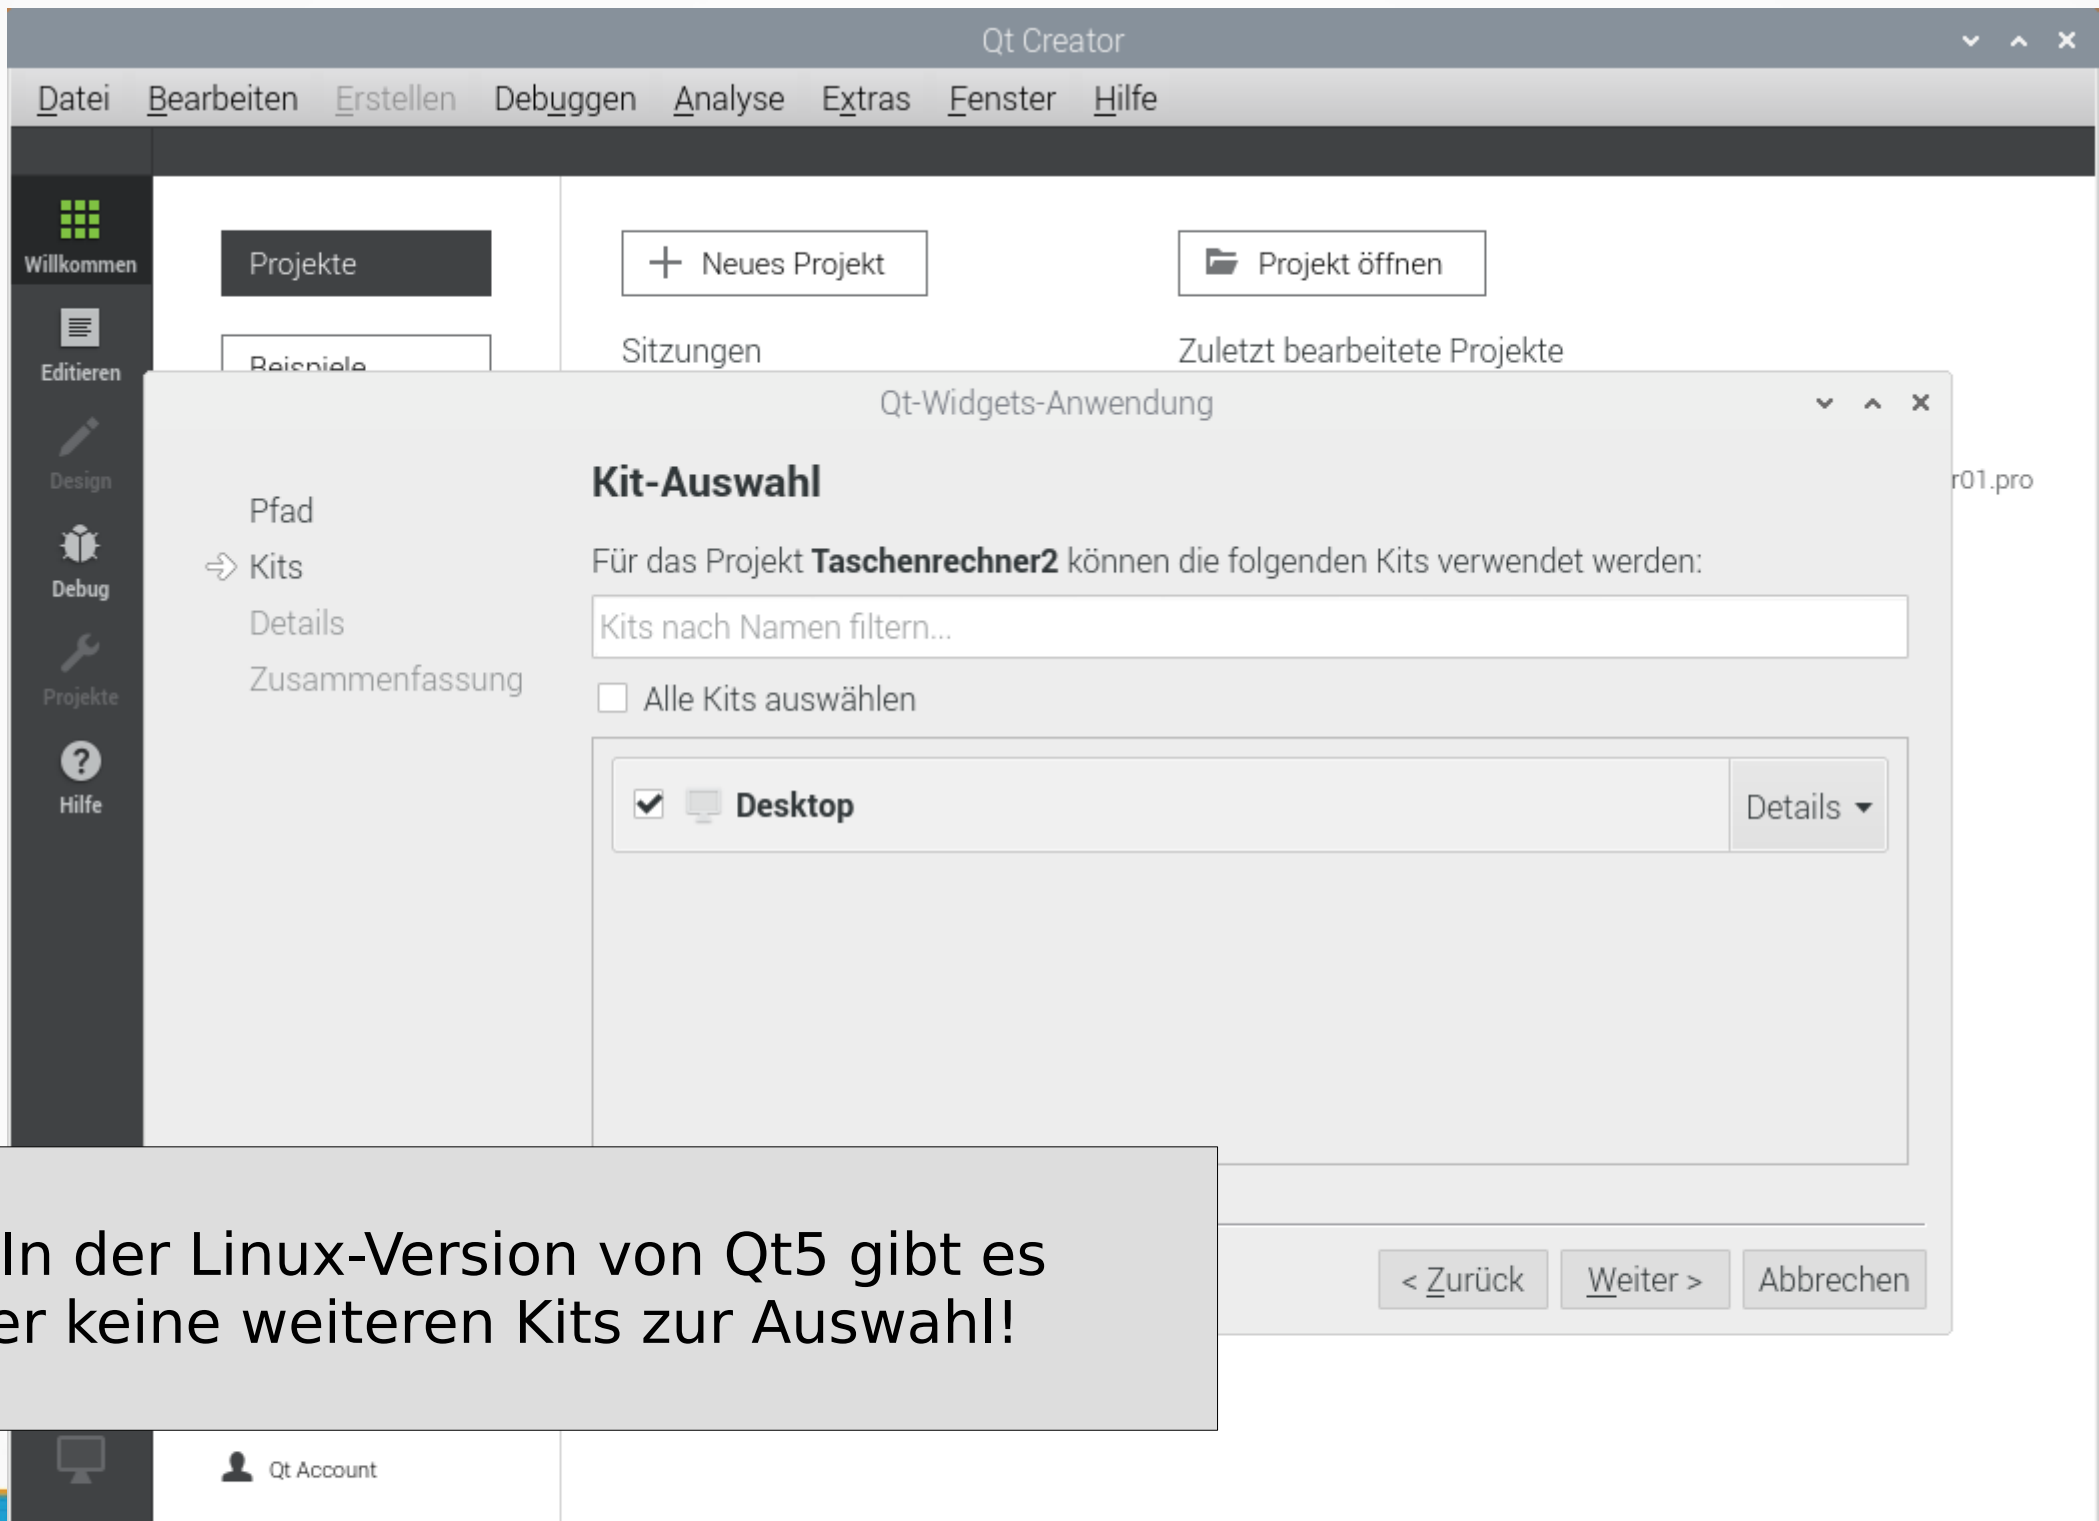 Qt Creator
Datei Bearbeiten Erstellen Debuggen Analyse Extras Fenster Hilfe
Willkommen
Editieren
Design
Debug
Projekte
Hilfe
Projekte
Beispiele
Neues Projekt
Projekt öffnen
Sitzungen
Zuletzt bearbeitete Projekte
r01.pro
Qt-Widgets-Anwendung
Pfad
Kits
Details
Zusammenfassung
Kit-Auswahl
Für das Projekt Taschenrechner2 können die folgenden Kits verwendet werden:
Kits nach Namen filtern...
Alle Kits auswählen
Desktop
Details
< Zurück
Weiter >
Abbrechen
In der Linux-Version von Qt5 gibt es
er keine weiteren Kits zur Auswahl!
Qt Account